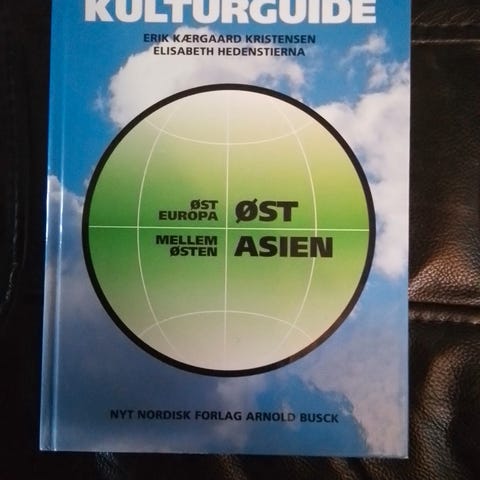 KULTURGUIDE
ERIK KÆRGAARD KRISTENSEN
ELISABETH HEDENSTIERNA
ØST
EUROPA
ØST
MELLEM
ØSTEN
ASIEN
NYT NORDISK FORLAG ARNOLD BUSCK